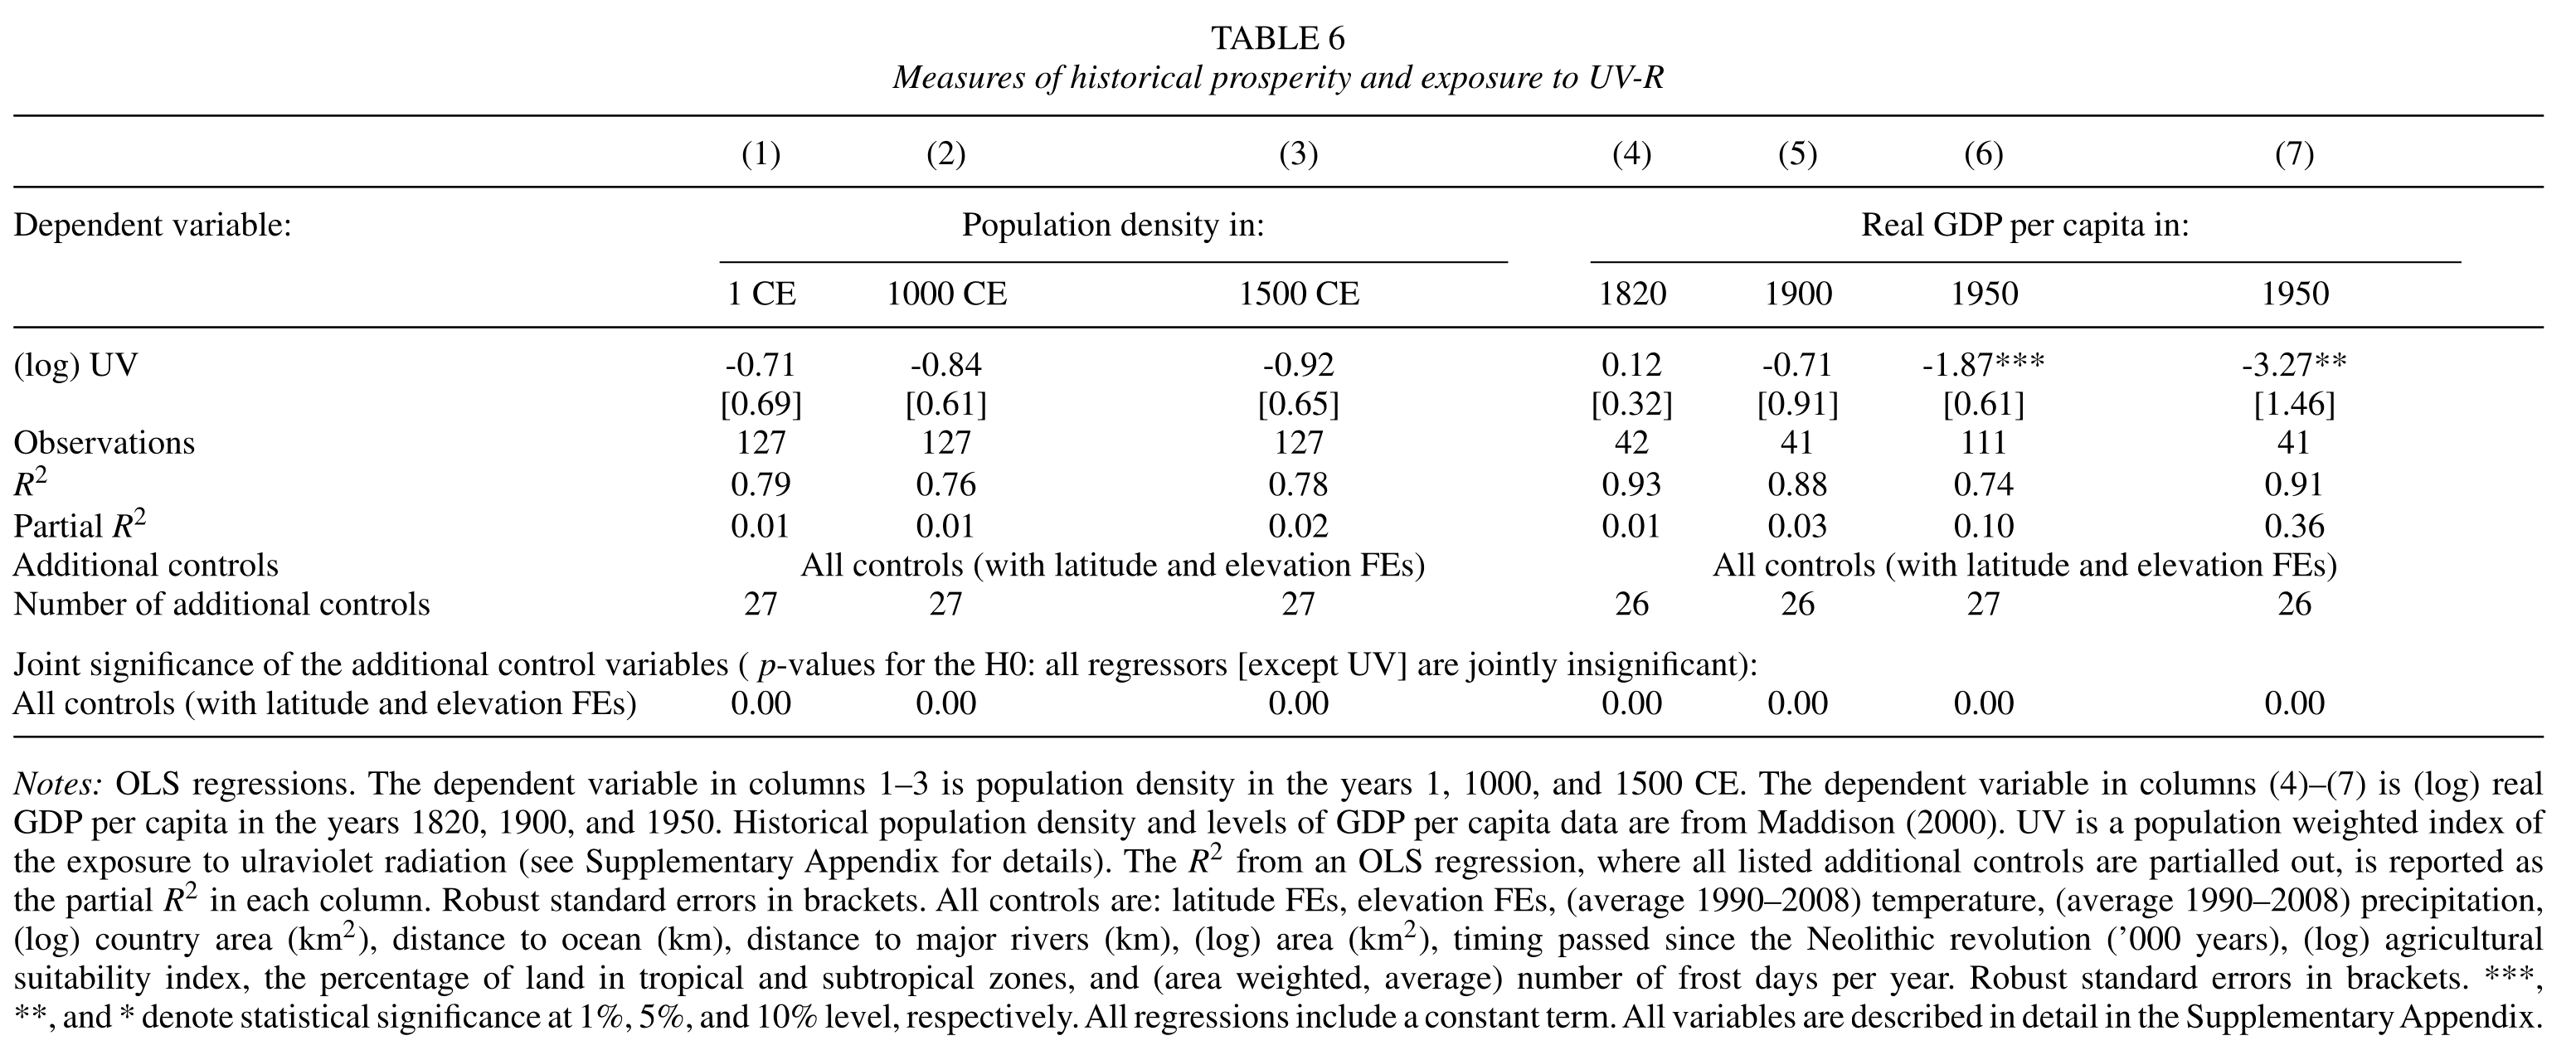 TABLE 6
Measures of historical prosperity and exposure to UV-R
(1) (2) (3) (4) (5) (6) (7)
Dependent variable: Population density in: Real GDP per capita in:
1 CE 1000 CE 1500 CE 1820 1900 1950 1950
(log) UV -0.71 -0.84 -0.92 0.12 -0.71 -1.87*** -3.27**
[0.69] [0.61] [0.65] [0.32] [0.91] [0.61] [1.46]
Observations 127 127 127 42 41 111 41
R² 0.79 0.76 0.78 0.93 0.88 0.74 0.91
Partial R² 0.01 0.01 0.02 0.01 0.03 0.10 0.36
Additional controls All controls (with latitude and elevation FEs) All controls (with latitude and elevation FEs)
Number of additional controls 27 27 27 26 26 27 26
Joint significance of the additional control variables ( p-values for the H0: all regressors [except UV] are jointly insignificant):
All controls (with latitude and elevation FEs) 0.00 0.00 0.00 0.00 0.00 0.00 0.00
Notes: OLS regressions. The dependent variable in columns 1–3 is population density in the years 1, 1000, and 1500 CE. The dependent variable in columns (4)–(7) is (log) real
GDP per capita in the years 1820, 1900, and 1950. Historical population density and levels of GDP per capita data are from Maddison (2000). UV is a population weighted index of
the exposure to ulraviolet radiation (see Supplementary Appendix for details). The R² from an OLS regression, where all listed additional controls are partialled out, is reported as
the partial R² in each column. Robust standard errors in brackets. All controls are: latitude FEs, elevation FEs, (average 1990–2008) temperature, (average 1990–2008) precipitation,
(log) country area (km²), distance to ocean (km), distance to major rivers (km), (log) area (km²), timing passed since the Neolithic revolution (’000 years), (log) agricultural
suitability index, the percentage of land in tropical and subtropical zones, and (area weighted, average) number of frost days per year. Robust standard errors in brackets. ***,
**, and * denote statistical significance at 1%, 5%, and 10% level, respectively. All regressions include a constant term. All variables are described in detail in the Supplementary Appendix.